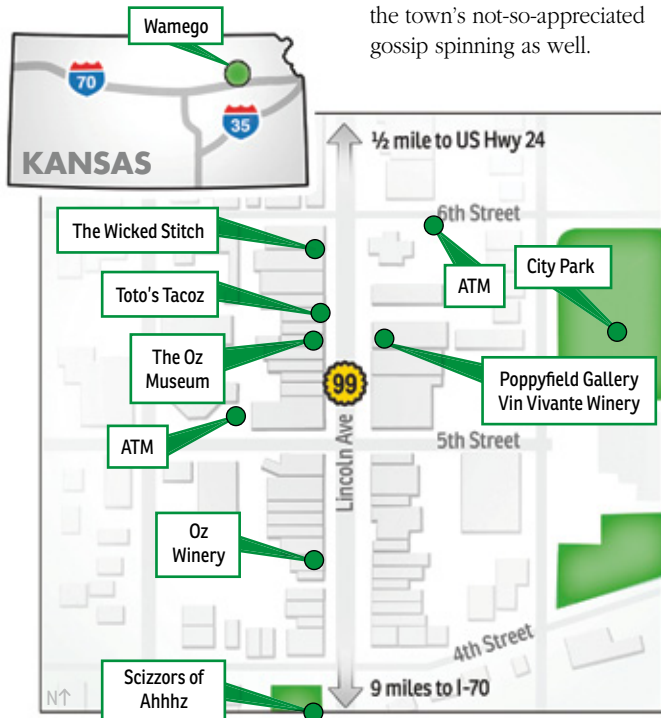 the town's not-so-appreciated
gossip spinning as well.
Wamego
70
35
KANSAS
½ mile to US Hwy 24
6th Street
The Wicked Stitch
ATM
City Park
Toto's Tacoz
The Oz
Museum
99
Poppyfield Gallery
Vin Vivante Winery
ATM
5th Street
Lincoln Ave
Oz
Winery
4th Street
Scizzors of
Ahhhz
N↑
9 miles to I-70